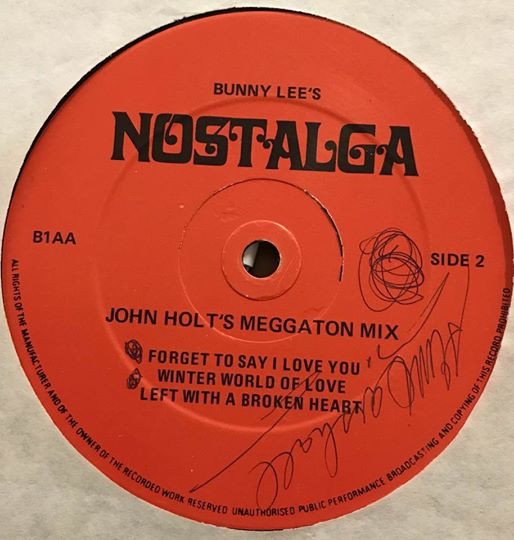 BUNNY LEE'S
NOSTALGA
B1AA
SIDE 2
JOHN HOLT'S MEGGATON MIX
FORGET TO SAY I LOVE YOU
WINTER WORLD OF LOVE
LEFT WITH A BROKEN HEART
ALL RIGHTS OF THE MANUFACTURER AND OF THE OWNER OF THE RECORDED WORK RESERVED UNAUTHORISED PUBLIC PERFORMANCE BROADCASTING AND COPYING OF THIS RECORD PROHIBITED